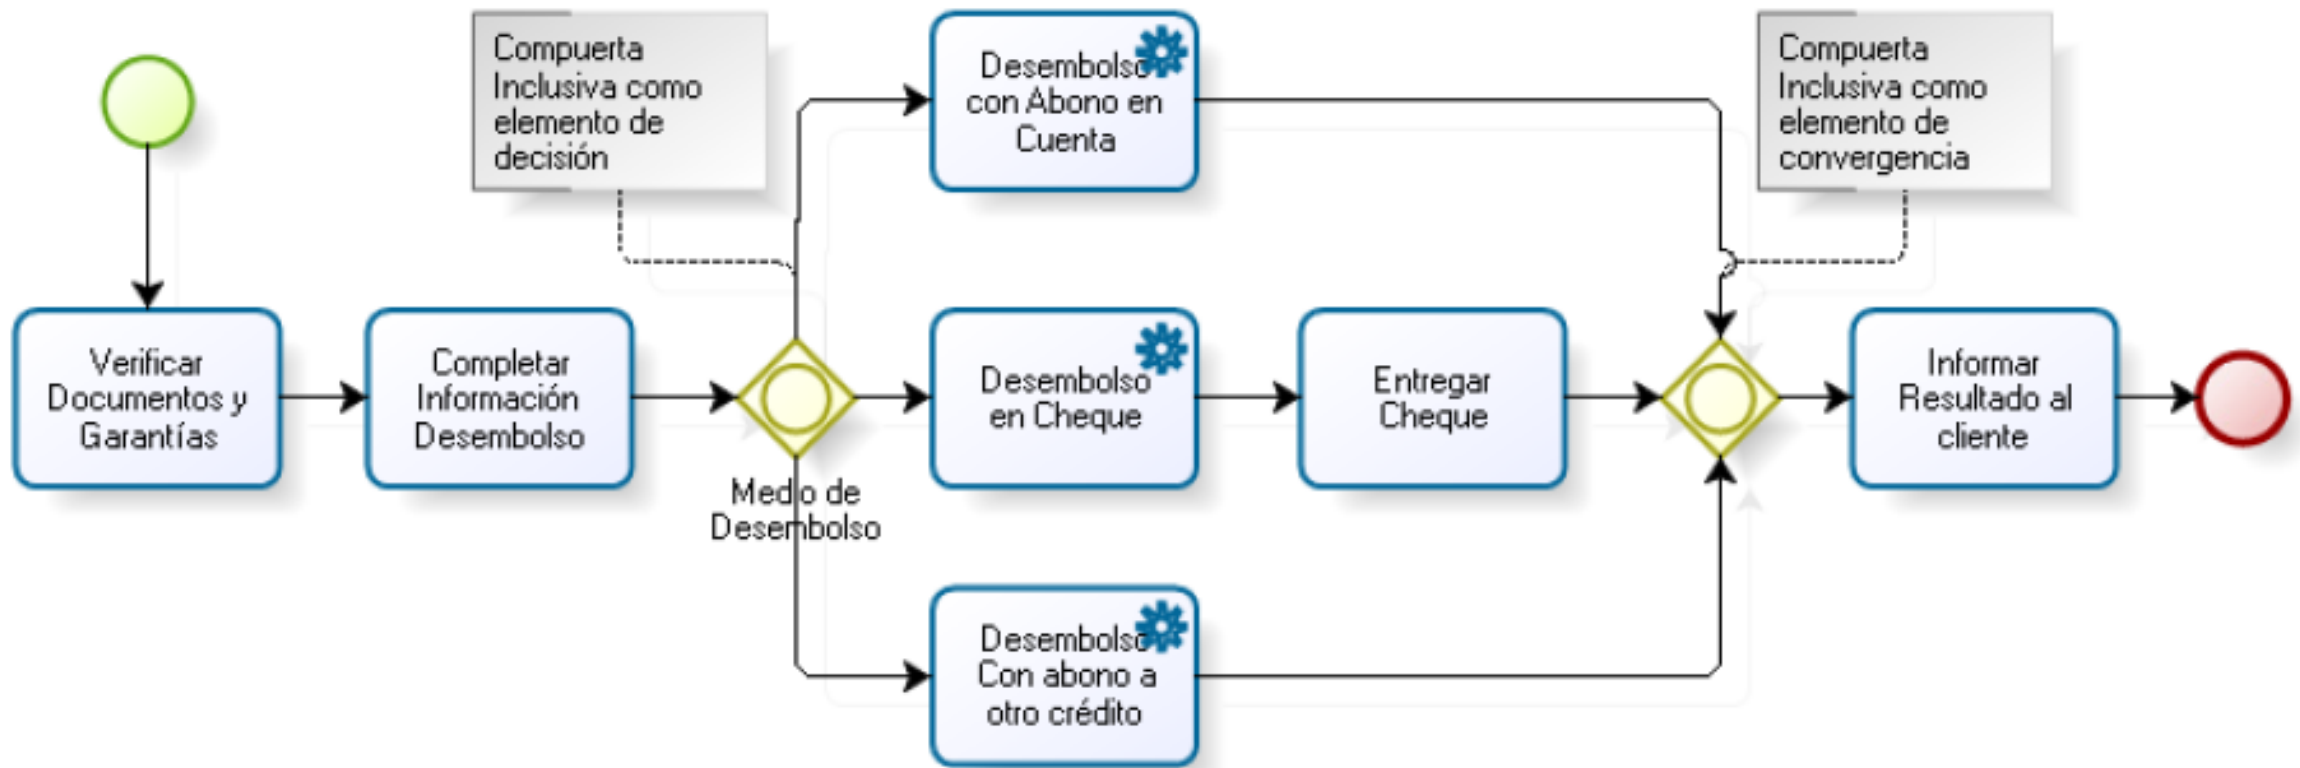 Compuerta
Inclusiva como
elemento de
decisión
Desembolso
con Abono en
Cuenta
Compuerta
Inclusiva como
elemento de
convergencia
Verificar
Documentos y
Garantías
Completar
Información
Desembolso
Medio de
Desembolso
Desembolso
en Cheque
Entregar
Cheque
Informar
Resultado al
cliente
Desembolso
Con abono a
otro crédito